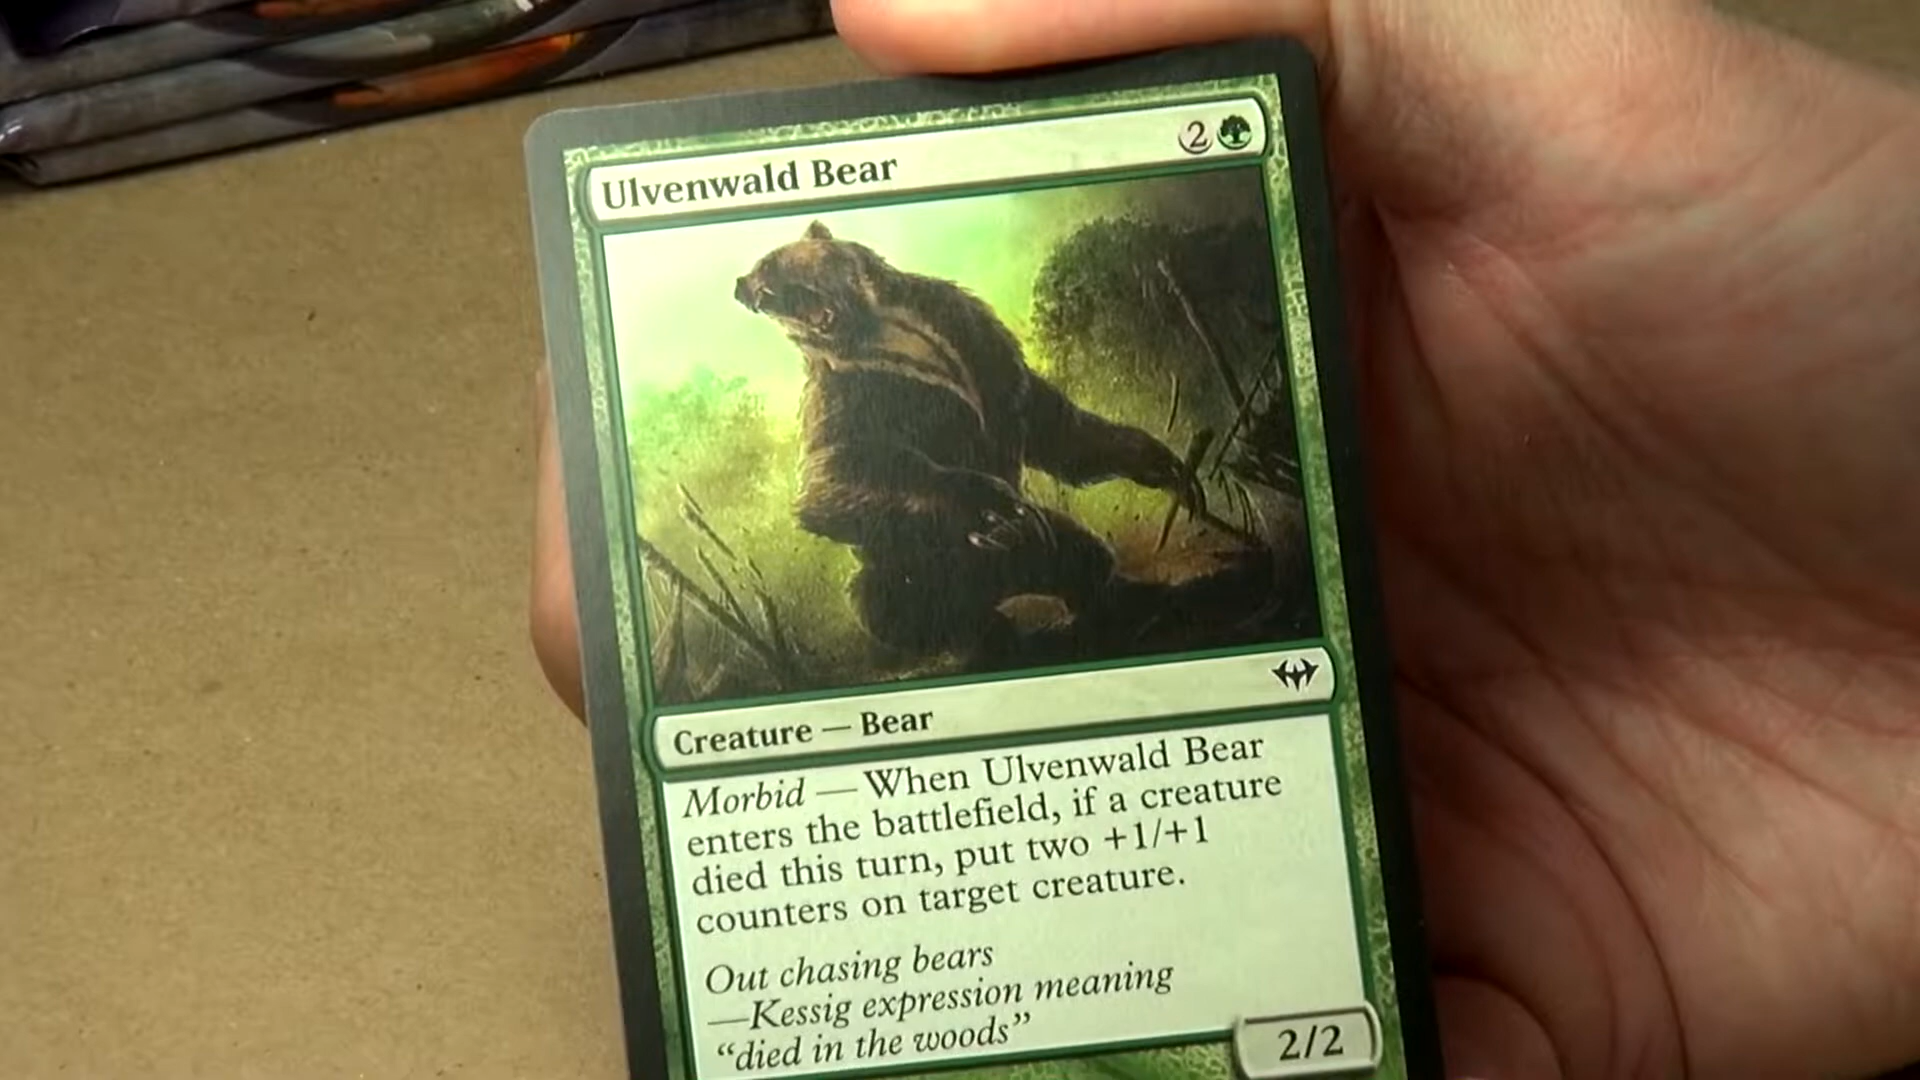 Ulvenwald Bear 2
Creature — Bear
Morbid — When Ulvenwald Bear
enters the battlefield, if a creature
died this turn, put two +1/+1
counters on target creature.
Out chasing bears
—Kessig expression meaning
“died in the woods”
2/2